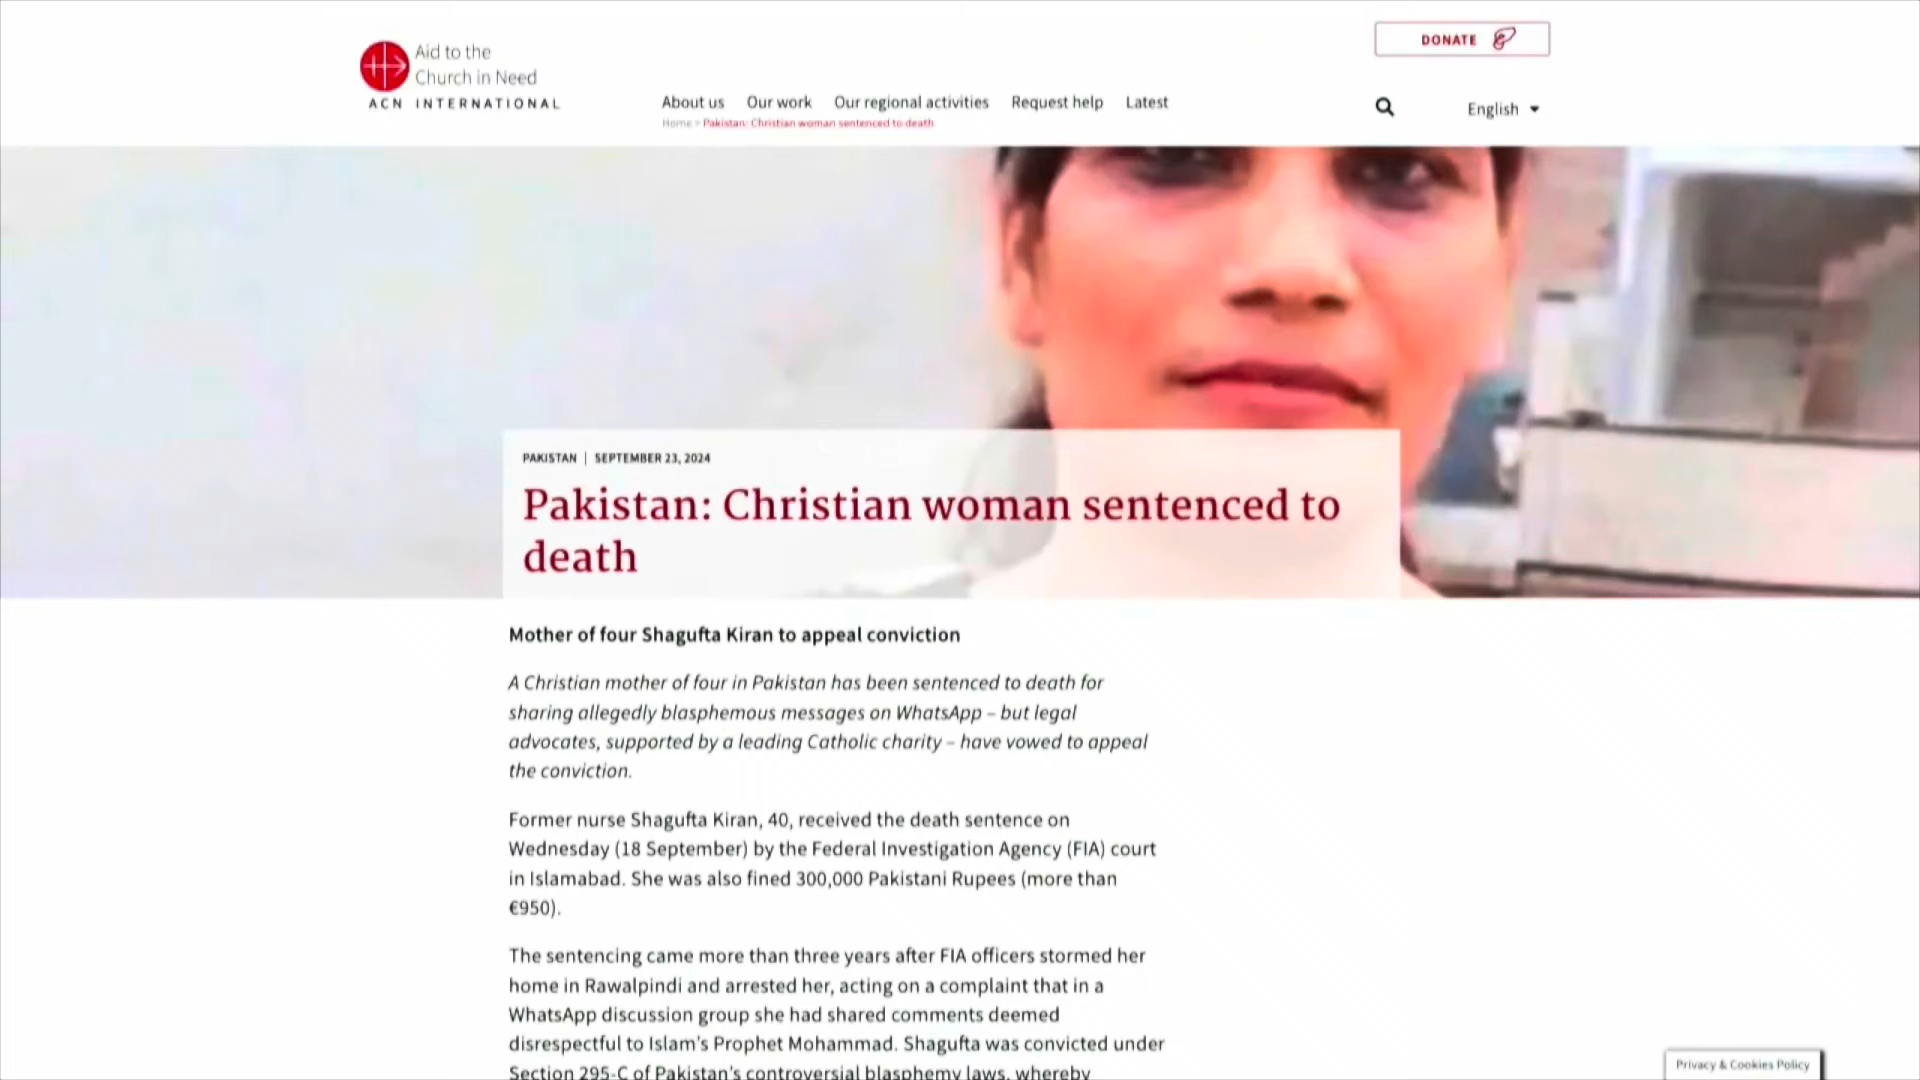 Aid to the
Church in Need
ACN INTERNATIONAL
DONATE
About us Our work Our regional activities Request help Latest
English
Home > Pakistan: Christian woman sentenced to death
PAKISTAN | SEPTEMBER 23, 2024
Pakistan: Christian woman sentenced to
death
Mother of four Shagufta Kiran to appeal conviction
A Christian mother of four in Pakistan has been sentenced to death for
sharing allegedly blasphemous messages on WhatsApp – but legal
advocates, supported by a leading Catholic charity – have vowed to appeal
the conviction.
Former nurse Shagufta Kiran, 40, received the death sentence on
Wednesday (18 September) by the Federal Investigation Agency (FIA) court
in Islamabad. She was also fined 300,000 Pakistani Rupees (more than
€950).
The sentencing came more than three years after FIA officers stormed her
home in Rawalpindi and arrested her, acting on a complaint that in a
WhatsApp discussion group she had shared comments deemed
disrespectful to Islam's Prophet Mohammad. Shagufta was convicted under
Section 295-C of Pakistan's controversial blasphemy laws, whereby
Privacy & Cookies Policy